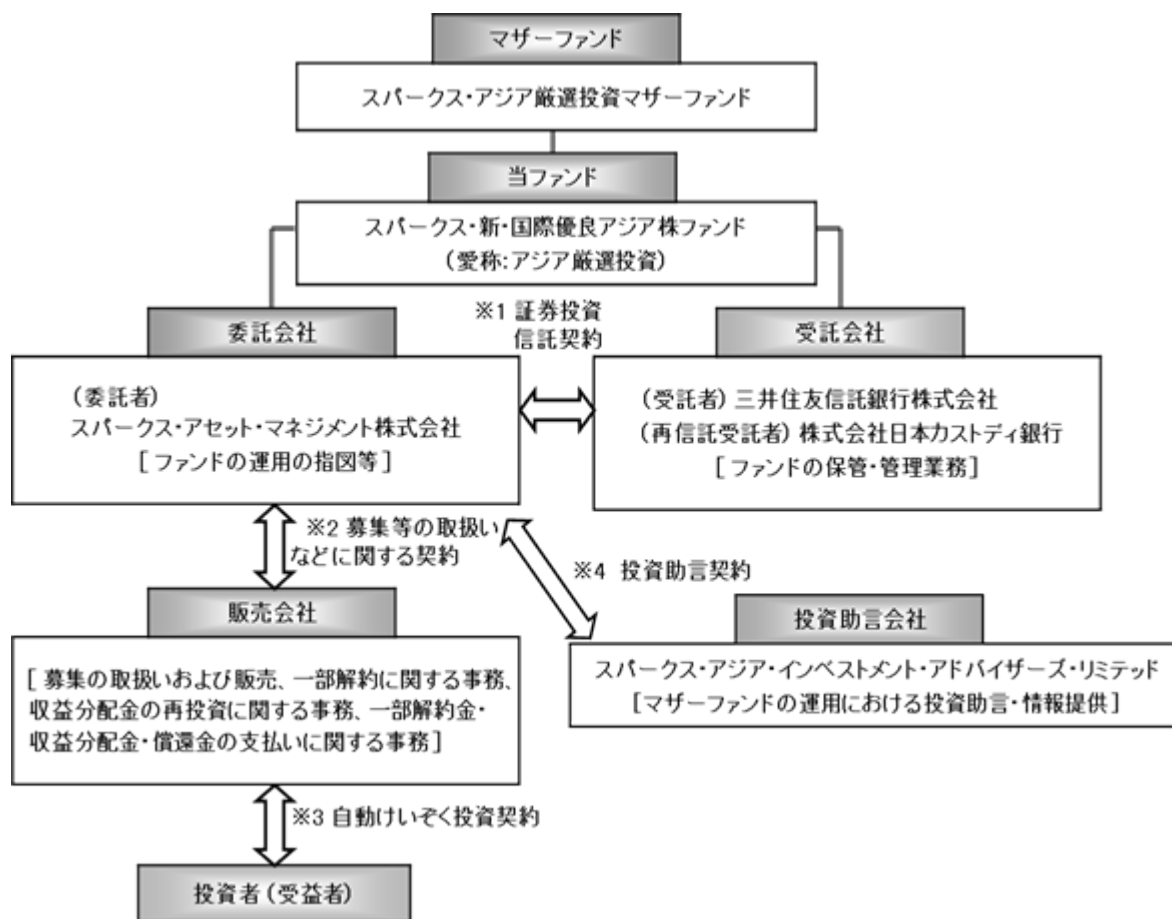 マザーファンド
スパークス・アジア厳選投資マザーファンド
当ファンド
スパークス・新・国際優良アジア株ファンド
(愛称:アジア厳選投資)
※1 証券投資
信託契約
委託会社
(委託者)
スパークス・アセット・マネジメント株式会社
[ファンドの運用の指図等]
受託会社
(受託者) 三井住友信託銀行株式会社
(再信託受託者) 株式会社日本カストディ銀行
[ファンドの保管・管理業務]
※2 募集等の取扱い
などに関する契約
※4 投資助言契約
販売会社
[募集の取扱いおよび販売、一部解約に関する事務、
収益分配金の再投資に関する事務、一部解約金・
収益分配金・償還金の支払いに関する事務]
投資助言会社
スパークス・アジア・インベストメント・アドバイザーズ・リミテッド
[マザーファンドの運用における投資助言・情報提供]
※3 自動けいぞく投資契約
投資者(受益者)